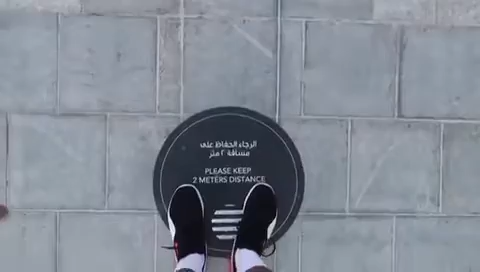 الرجاء الحفاظ على
مسافة ٢ متر
PLEASE KEEP
2 METERS DISTANCE